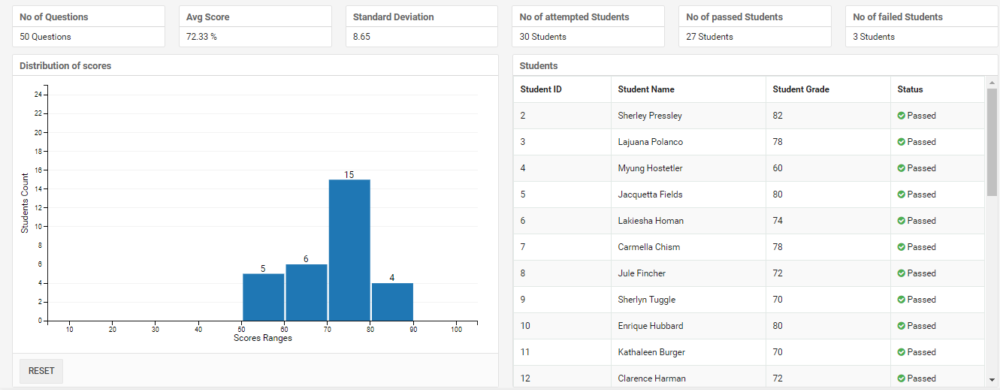 No of Questions
50 Questions
Avg Score
72.33 %
Standard Deviation
8.65
No of attempted Students
30 Students
No of passed Students
27 Students
No of failed Students
3 Students
Distribution of scores
24
22
20
18
16
14
12
10
8
6
4
2
0
Students Count
5
6
15
4
10 20 30 40 50 60 70 80 90 100
Scores Ranges
RESET
Students
Student ID Student Name Student Grade Status
2 Sherley Pressley 82 Passed
3 Lajuana Polanco 78 Passed
4 Myung Hostetler 60 Passed
5 Jacquetta Fields 80 Passed
6 Lakiesha Homan 74 Passed
7 Carmella Chism 78 Passed
8 Jule Fincher 72 Passed
9 Sherlyn Tuggle 70 Passed
10 Enrique Hubbard 80 Passed
11 Kathaleen Burger 70 Passed
12 Clarence Harman 72 Passed